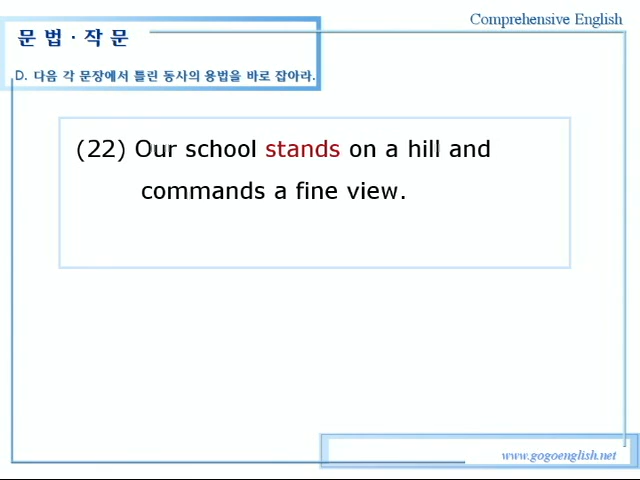 Comprehensive English
문 법 · 작 문
D. 다음 각 문장에서 틀린 동사의 용법을 바로 잡아라.
(22) Our school stands on a hill and
commands a fine view.
www.gogoenglish.net